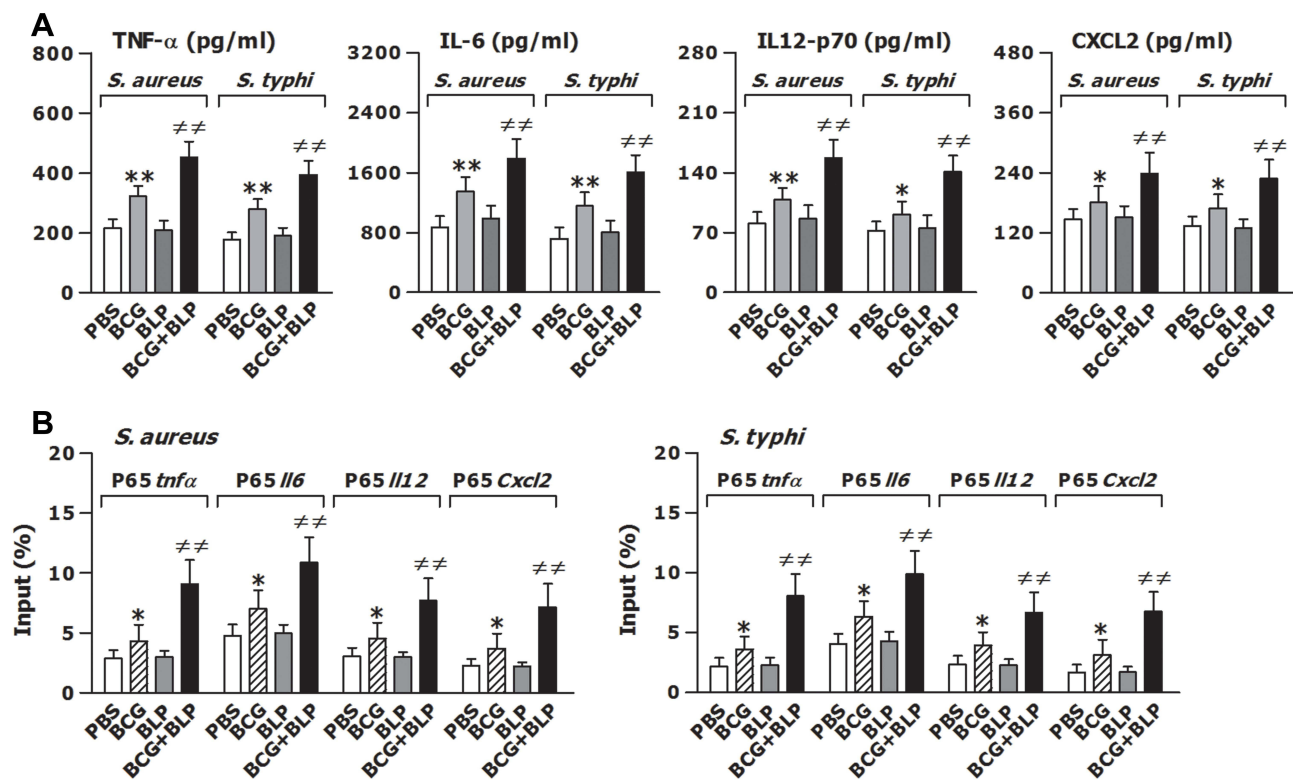 A
TNF-α (pg/ml)
800
600
400
200
0
S. aureus
S. typhi
**
≠≠
**
≠≠
PBS
BCG
BLP
BCG+BLP
PBS
BCG
BLP
BCG+BLP
IL-6 (pg/ml)
3200
2400
1600
800
0
S. aureus
S. typhi
**
≠≠
**
≠≠
PBS
BCG
BLP
BCG+BLP
PBS
BCG
BLP
BCG+BLP
IL12-p70 (pg/ml)
280
210
140
70
0
S. aureus
S. typhi
**
≠≠
*
≠≠
PBS
BCG
BLP
BCG+BLP
PBS
BCG
BLP
BCG+BLP
CXCL2 (pg/ml)
480
360
240
120
0
S. aureus
S. typhi
*
≠≠
*
≠≠
PBS
BCG
BLP
BCG+BLP
PBS
BCG
BLP
BCG+BLP
B
S. aureus
Input (%)
20
15
10
5
0
P65 tnfα
P65 Il6
P65 Il12
P65 Cxcl2
*
≠≠
*
≠≠
*
≠≠
*
≠≠
PBS
BCG
BLP
BCG+BLP
PBS
BCG
BLP
BCG+BLP
PBS
BCG
BLP
BCG+BLP
PBS
BCG
BLP
BCG+BLP
S. typhi
Input (%)
20
15
10
5
0
P65 tnfα
P65 Il6
P65 Il12
P65 Cxcl2
*
≠≠
*
≠≠
*
≠≠
*
≠≠
PBS
BCG
BLP
BCG+BLP
PBS
BCG
BLP
BCG+BLP
PBS
BCG
BLP
BCG+BLP
PBS
BCG
BLP
BCG+BLP